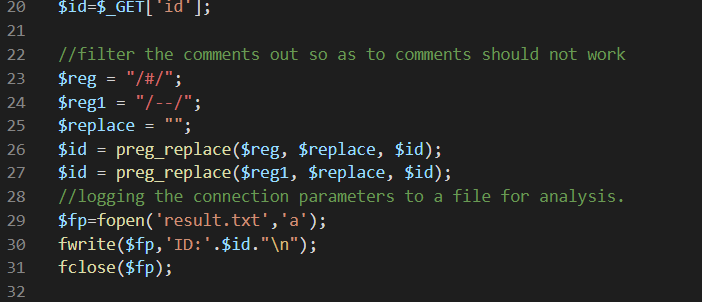 20 $id=$_GET['id'];
21
22 //filter the comments out so as to comments should not work
23 $reg = "/#/";
24 $reg1 = "/--/";
25 $replace = "";
26 $id = preg_replace($reg, $replace, $id);
27 $id = preg_replace($reg1, $replace, $id);
28 //logging the connection parameters to a file for analysis.
29 $fp=fopen('result.txt','a');
30 fwrite($fp,'ID:'.$id."\n");
31 fclose($fp);
32